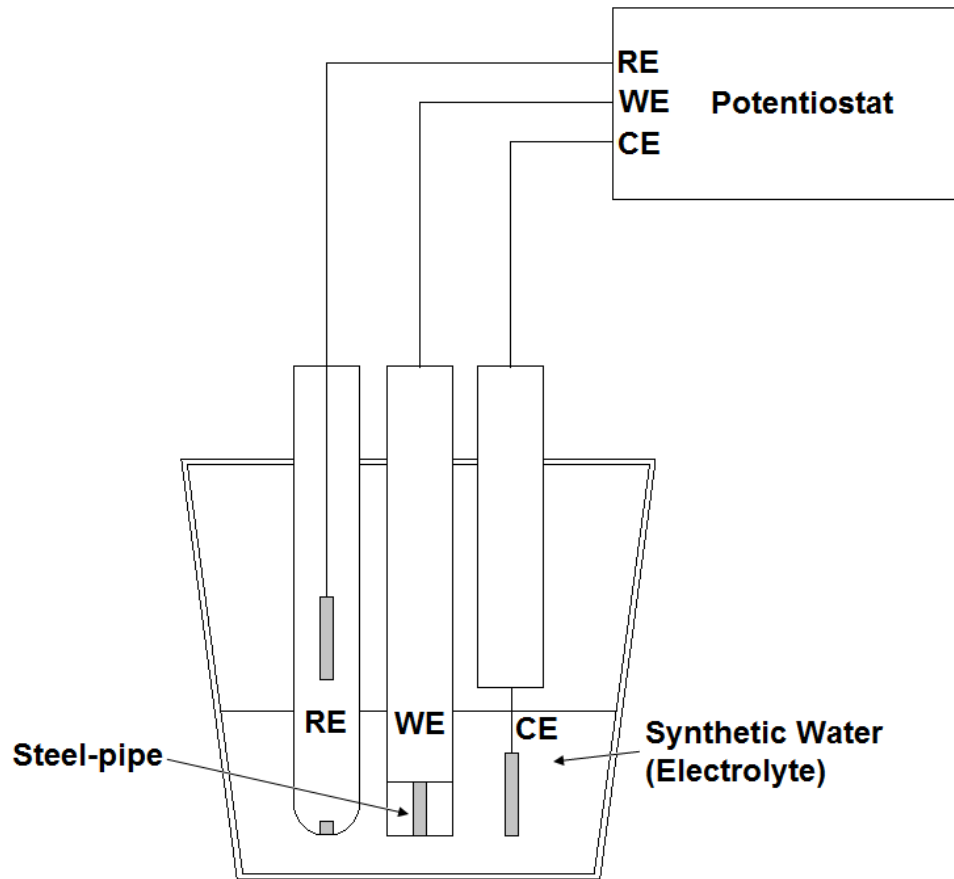 RE
WE
Potentiostat
CE
RE
WE
CE
Synthetic Water
(Electrolyte)
Steel-pipe